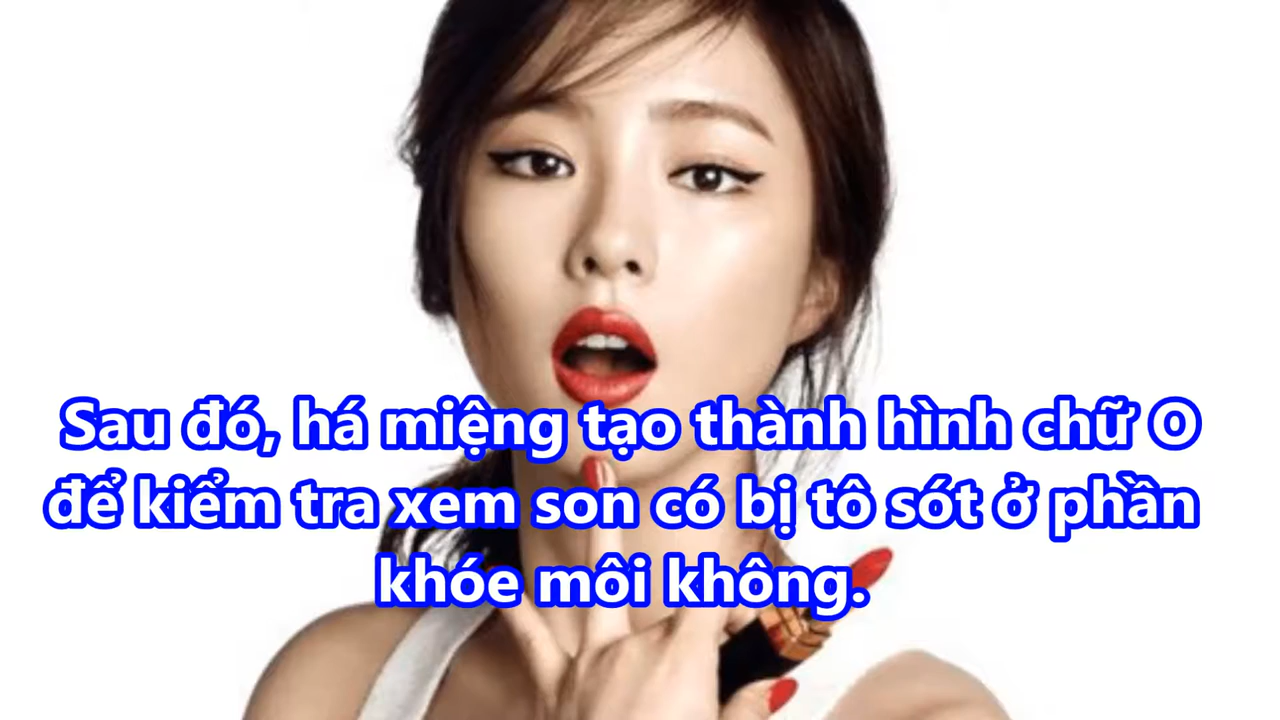 Sau đó, há miệng tạo thành hình chữ O
để kiểm tra xem son có bị tô sót ở phần
khóe môi không.